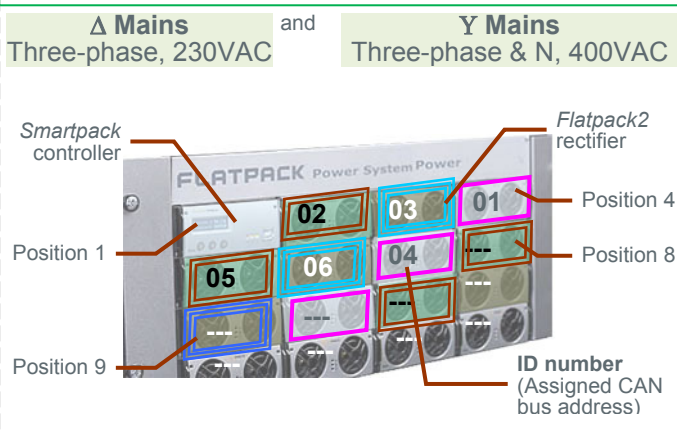 Δ Mains
Three-phase, 230VAC
and
Y Mains
Three-phase & N, 400VAC
Smartpack
controller
Flatpack2
rectifier
FLATPACK Power System Power
Position 1
02
03
01
Position 4
05
06
04
---
Position 8
---
---
---
---
Position 9
---
---
---
---
ID number
(Assigned CAN
bus address)